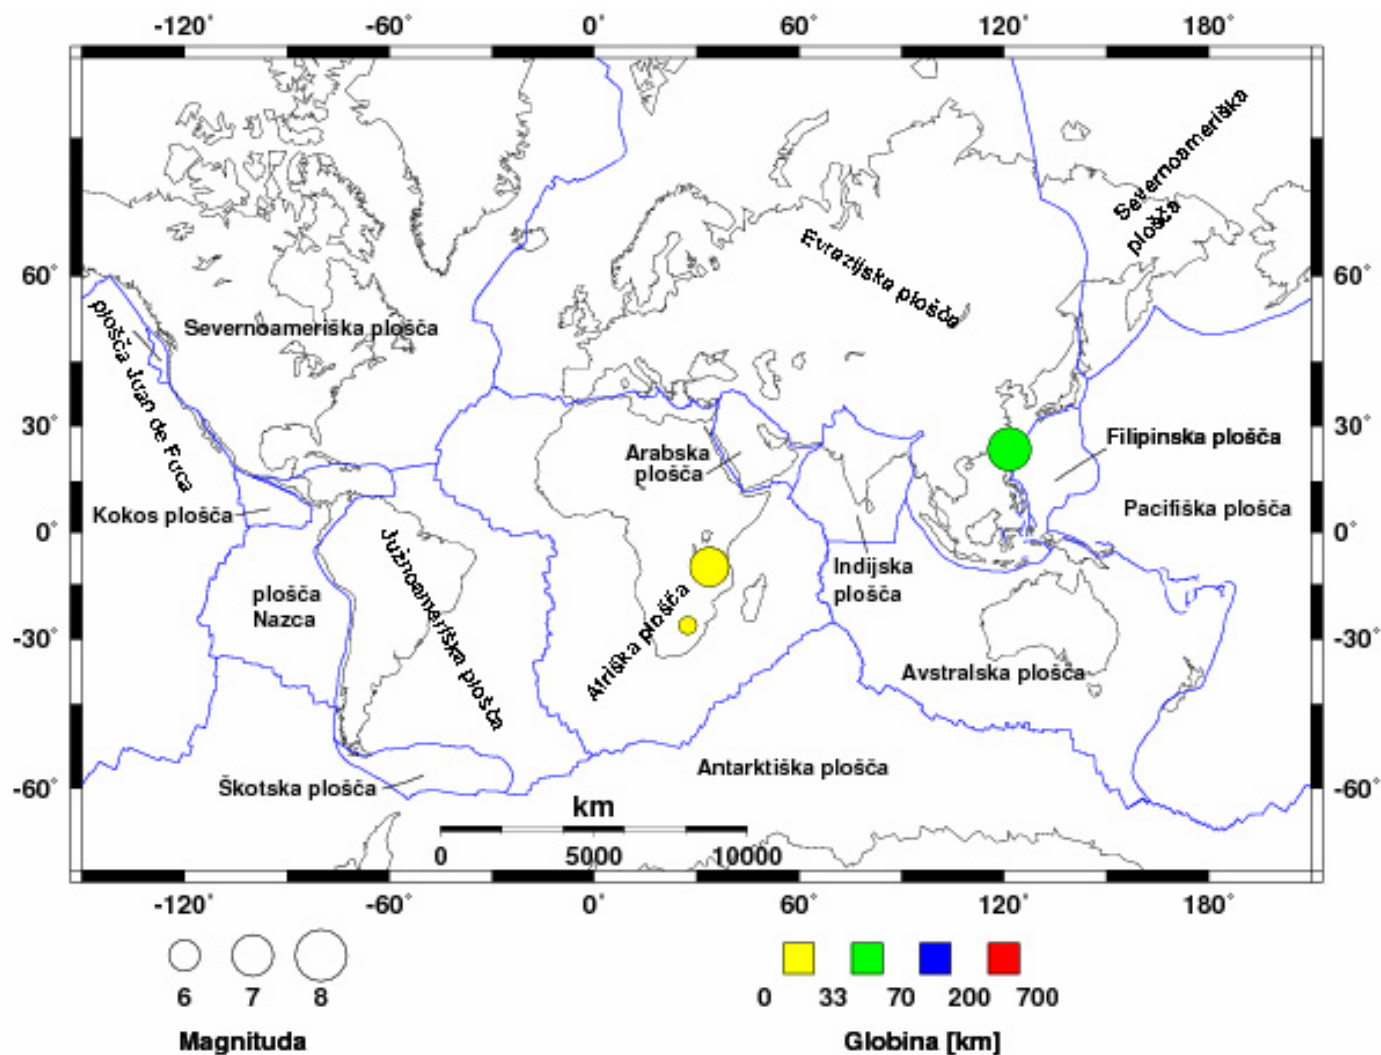 -120° -60° 0° 60° 120° 180°
Severnoameriška
plošča
Evrazijska plošča
60° 60°
plošča Juan de Fuca
Severnoameriška plošča
30° 30°
Filipinska plošča
Arabska
plošča
Pacifiška plošča
Kokos plošča
0° 0°
Južnoameriška plošča
Indijska
plošča
plošča
Nazca
Afriška plošča
-30° -30°
Avstralska plošča
Antarktiška plošča
Škotska plošča
-60° -60°
km
0 5000 10000
-120° -60° 0° 60° 120° 180°
6 7 8
0 33 70 200 700
Magnituda
Globina [km]